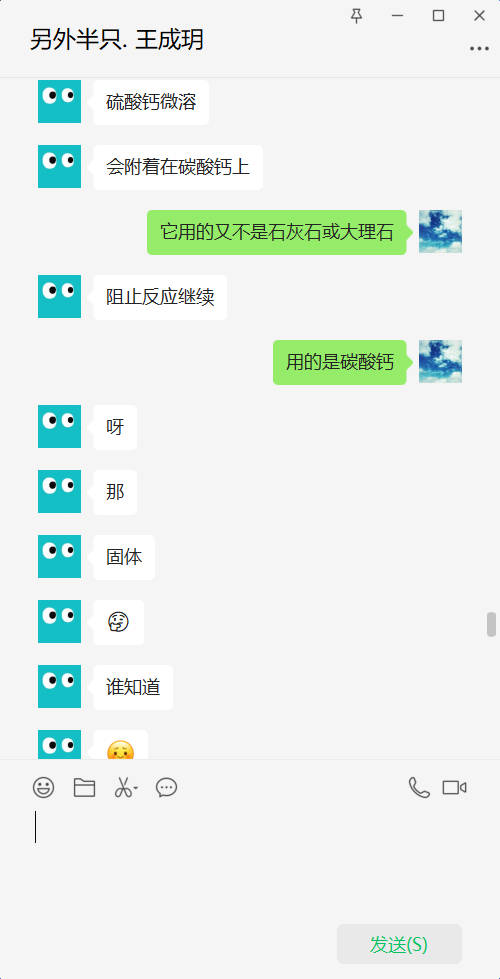 另外半只. 王成玥
硫酸钙微溶
会附着在碳酸钙上
它用的又不是石灰石或大理石
阻止反应继续
用的是碳酸钙
呀
那
固体
谁知道
发送(S)